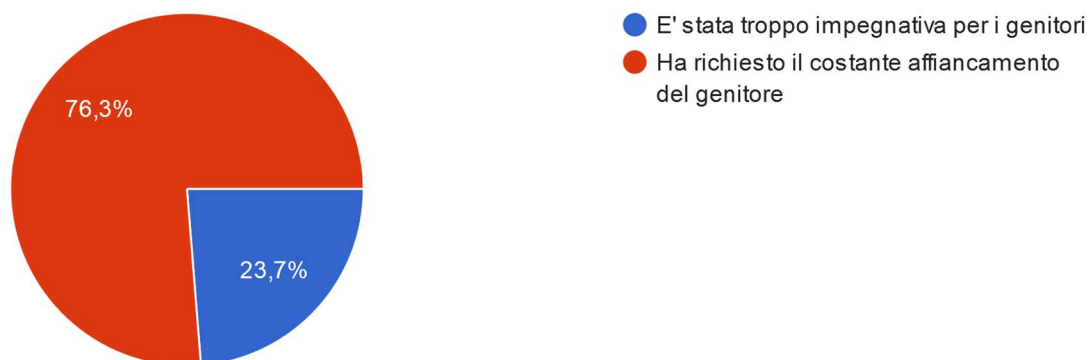 E' stata troppo impegnativa per i genitori
Ha richiesto il costante affiancamento
del genitore
76,3%
23,7%